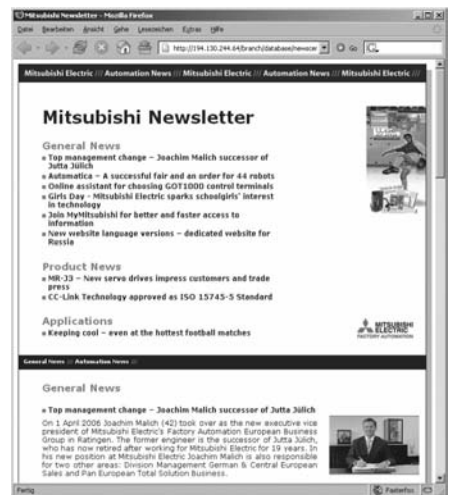 Mitsubishi Newsletter - Mozilla Firefox
Datei Bearbeiten Ansicht Gehe Lesezeichen Extras Hilfe
http://194.130.244.64/branch/database/newscer Go
Mitsubishi Electric /// Automation News /// Mitsubishi Electric /// Automation News /// Mitsubishi Electric ///
Mitsubishi Newsletter
General News
Top management change – Joachim Malich successor of
Jutta Jülich
Automatica – A successful fair and an order for 44 robots
Online assistant for choosing GOT1000 control terminals
Girls Day - Mitsubishi Electric sparks schoolgirls' interest
in technology
Join MyMitsubishi for better and faster access to
information
New website language versions – dedicated website for
Russia
Product News
MR-J3 – New servo drives impress customers and trade
press
CC-Link Technology approved as ISO 15745-5 Standard
Applications
Keeping cool – even at the hottest football matches
MITSUBISHI
ELECTRIC
FACTORY AUTOMATION
General News /// Automation News ///
General News
Top management change – Joachim Malich successor of Jutta Jülich
On 1 April 2006 Joachim Malich (42) took over as the new executive vice
president of Mitsubishi Electric's Factory Automation European Business
Group in Ratingen. The former engineer is the successor of Jutta Jülich,
who has now retired after working for Mitsubishi Electric for 19 years. In
his new position at Mitsubishi Electric Joachim Malich is also responsible
for two other areas: Division Management German & Central European
Sales and Pan European Total Solution Business.
Fertig